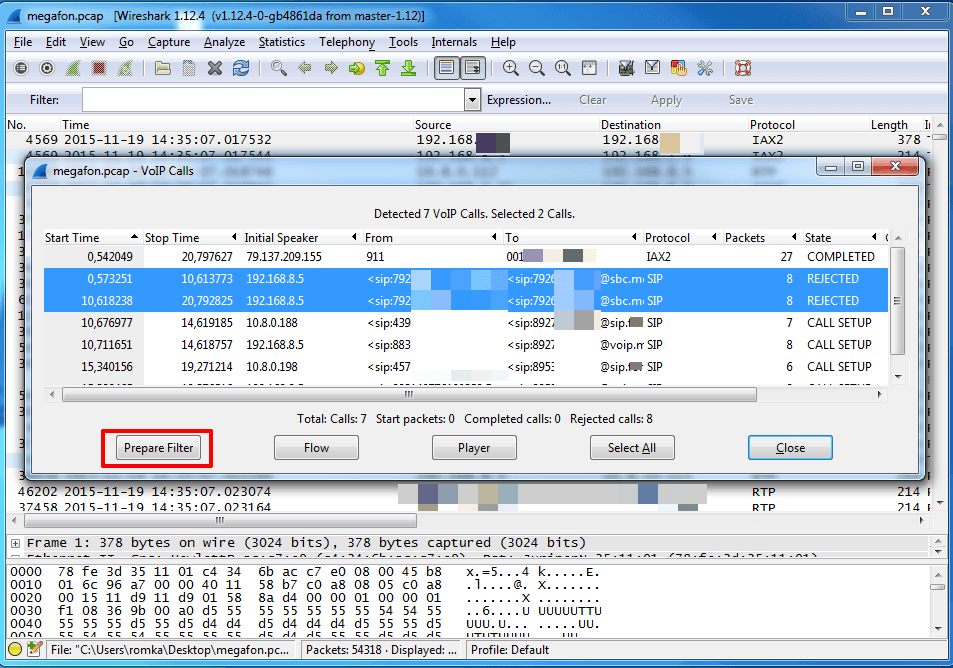 megafon.pcap [Wireshark 1.12.4 (v1.12.4-0-gb4861da from master-1.12)]
File Edit View Go Capture Analyze Statistics Telephony Tools Internals Help
Filter: Expression... Clear Apply Save
No. Time Source Destination Protocol Length
4569 2015-11-19 14:35:07.017532 192.168. 192.168. IAX2 378
megafon.pcap - VoIP Calls
Detected 7 VoIP Calls. Selected 2 Calls.
Start Time Stop Time Initial Speaker From To Protocol Packets State
0,542049 20,797627 79.137.209.155 911 001 IAX2 27 COMPLETED
0,573251 10,613773 192.168.8.5 <sip:792 <sip:7926 @sbc.m SIP 8 REJECTED
10,618238 20,792825 192.168.8.5 <sip:792 <sip:7926 @sbc.m SIP 8 REJECTED
10,676977 14,619185 10.8.0.188 <sip:439 <sip:8927 @sip. SIP 7 CALL SETUP
10,711651 14,618757 192.168.8.5 <sip:883 <sip:8927 @voip.m SIP 8 CALL SETUP
15,340156 19,271214 10.8.0.198 <sip:457 <sip:8953 @sip. SIP 6 CALL SETUP
Total: Calls: 7 Start packets: 0 Completed calls: 0 Rejected calls: 8
Prepare Filter Flow Player Select All Close
46202 2015-11-19 14:35:07.023074 RTP 214
37458 2015-11-19 14:35:07.023164 RTP 214
Frame 1: 378 bytes on wire (3024 bits), 378 bytes captured (3024 bits)
0000 78 fe 3d 35 11 01 c4 34 6b ac c7 e0 08 00 45 b8 x.=5...4 k.....E.
0010 01 6c 96 a7 00 00 40 11 58 b7 c0 a8 08 05 c0 a8 .l....@. X.......
0020 00 15 11 d9 11 d9 01 58 8a d4 00 00 01 00 00 01 .......X ........
0030 f1 08 36 9b 00 a0 d5 55 55 55 55 55 55 54 54 55 ..6....U UUUUUTTU
0040 55 55 55 d5 55 d4 d4 d5 d5 d4 d4 d5 d5 55 55 d5 UUU.U... .....UU.
File: "C:\Users\romka\Desktop\megafon.pc... Packets: 54318 · Displayed: ... Profile: Default